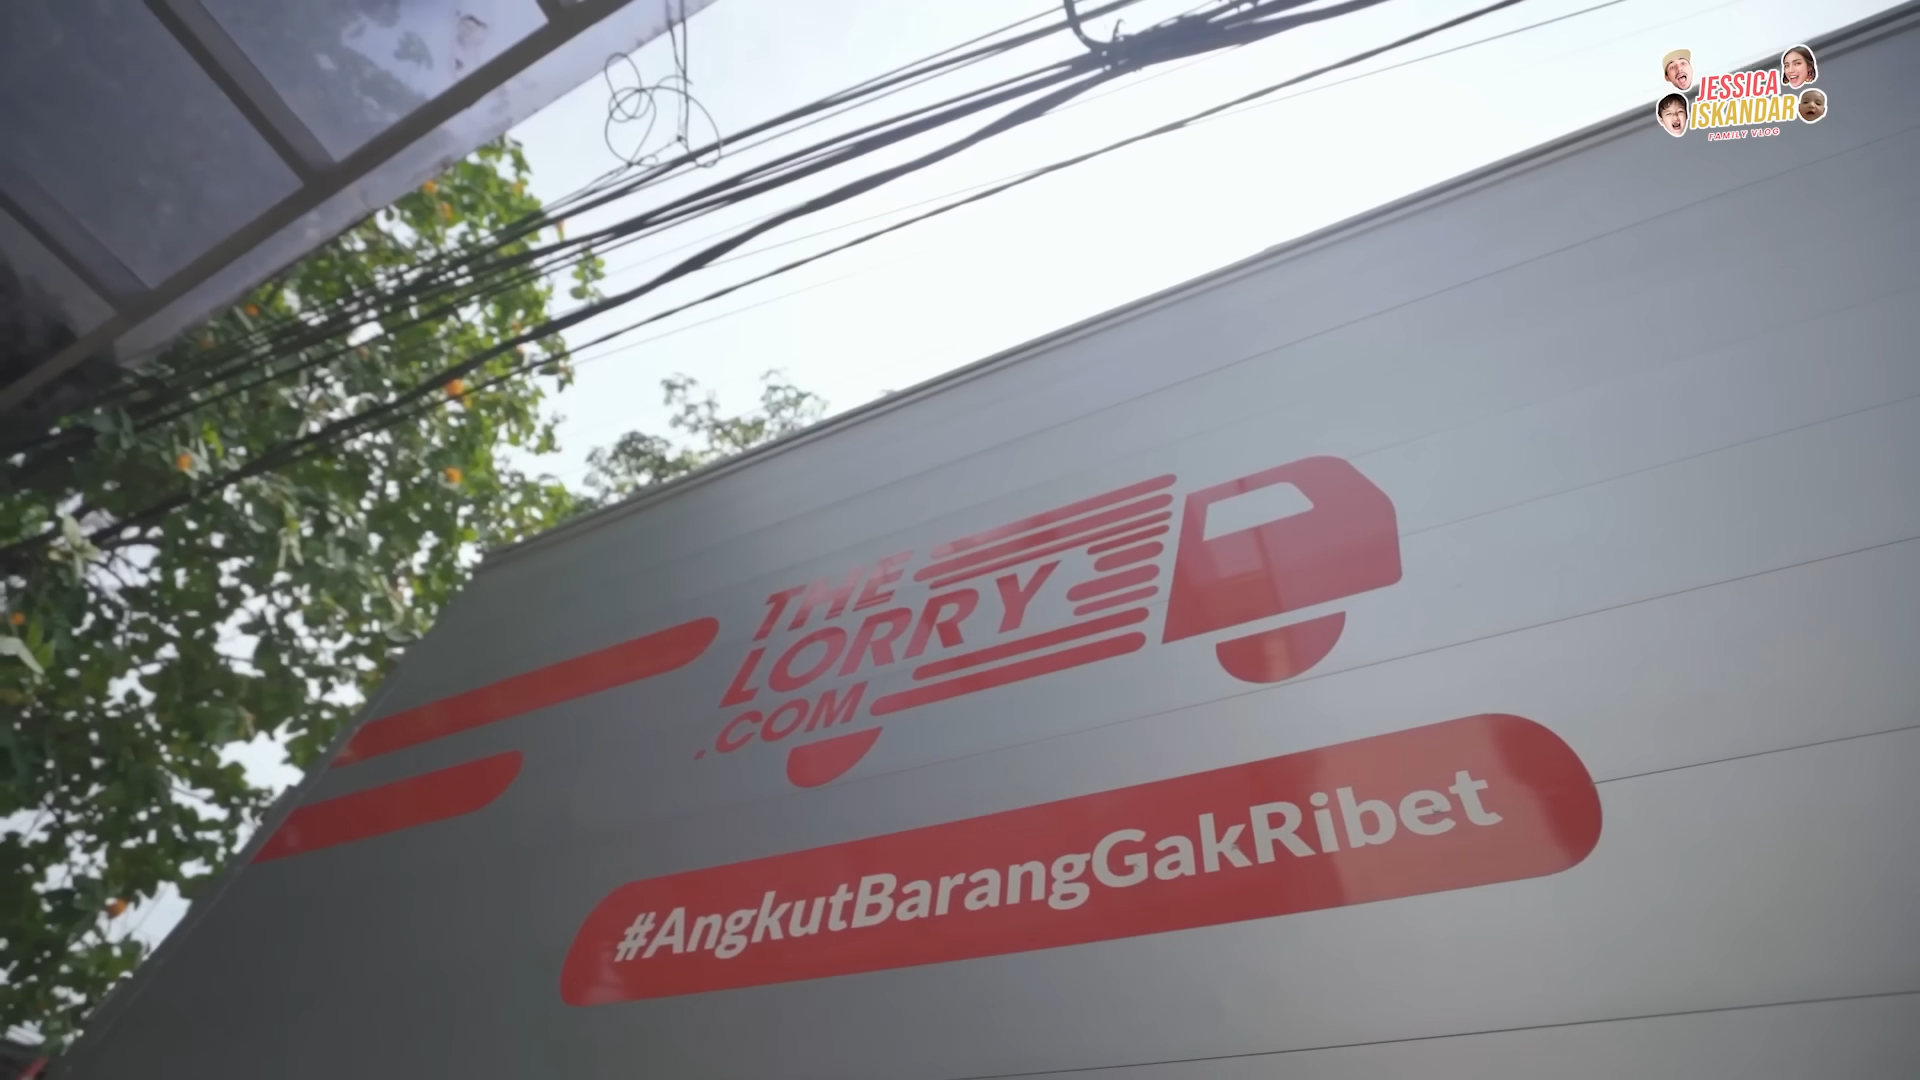 JESSICA
ISKANDAR
FAMILY VLOG
THE
LORRY
.COM
#AngkutBarangGakRibet